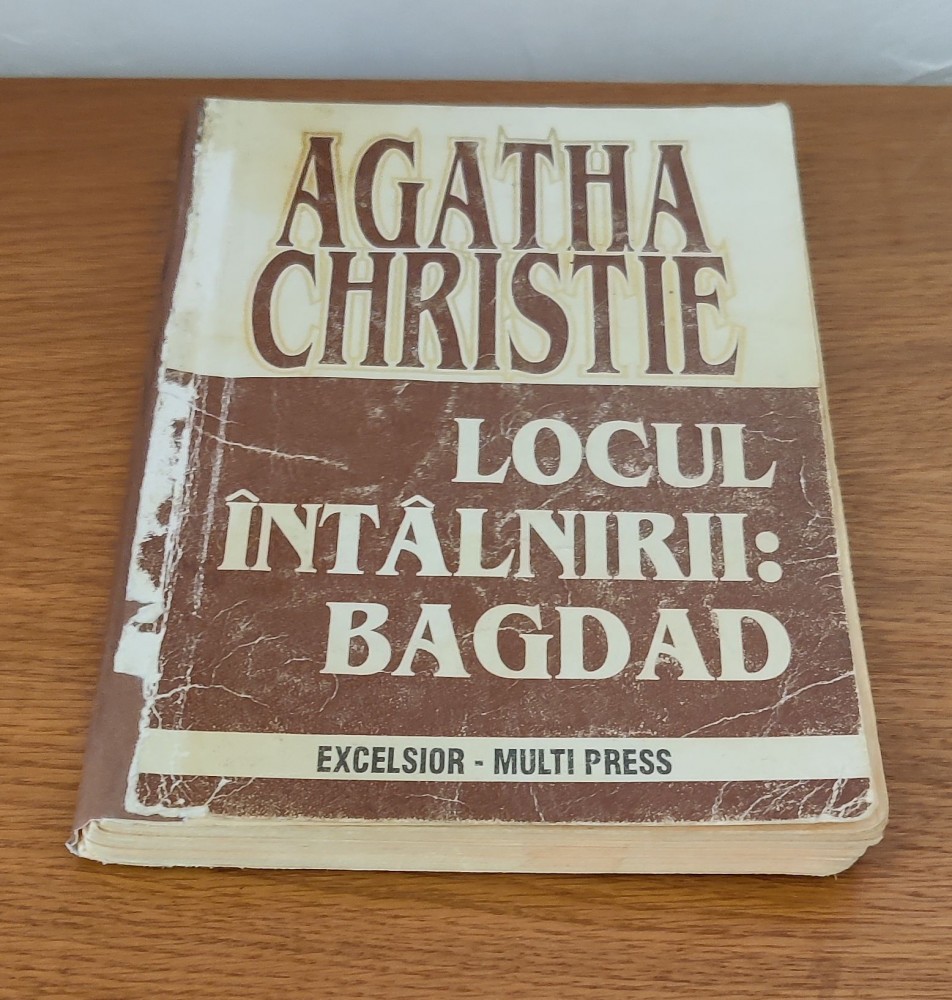 AGATHA
CHRISTIE
LOCUL
ÎNTÂLNIRII:
BAGDAD
EXCELSIOR - MULTI PRESS